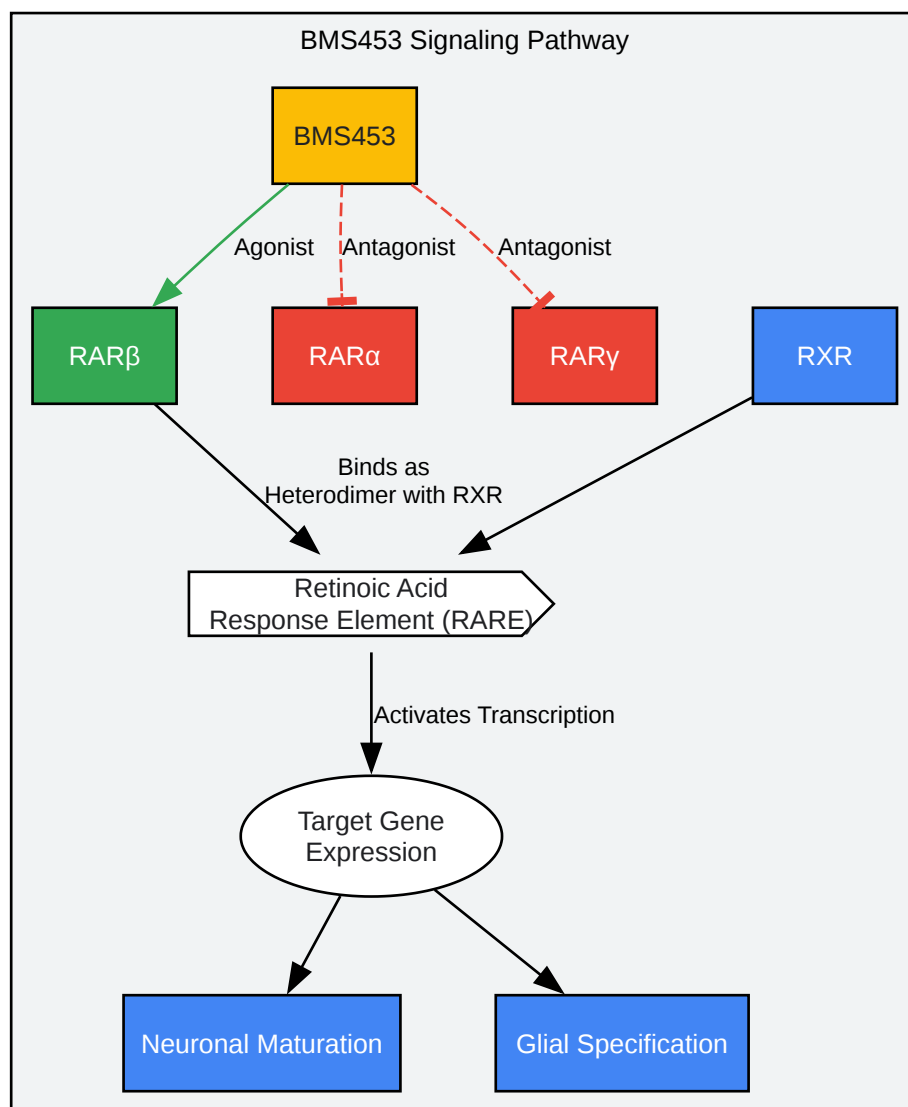 BMS453 Signaling Pathway
BMS453
Agonist
Antagonist
Antagonist
RARβ
RARα
RARγ
RXR
Binds as
Heterodimer with RXR
Retinoic Acid
Response Element (RARE)
Activates Transcription
Target Gene
Expression
Neuronal Maturation
Glial Specification